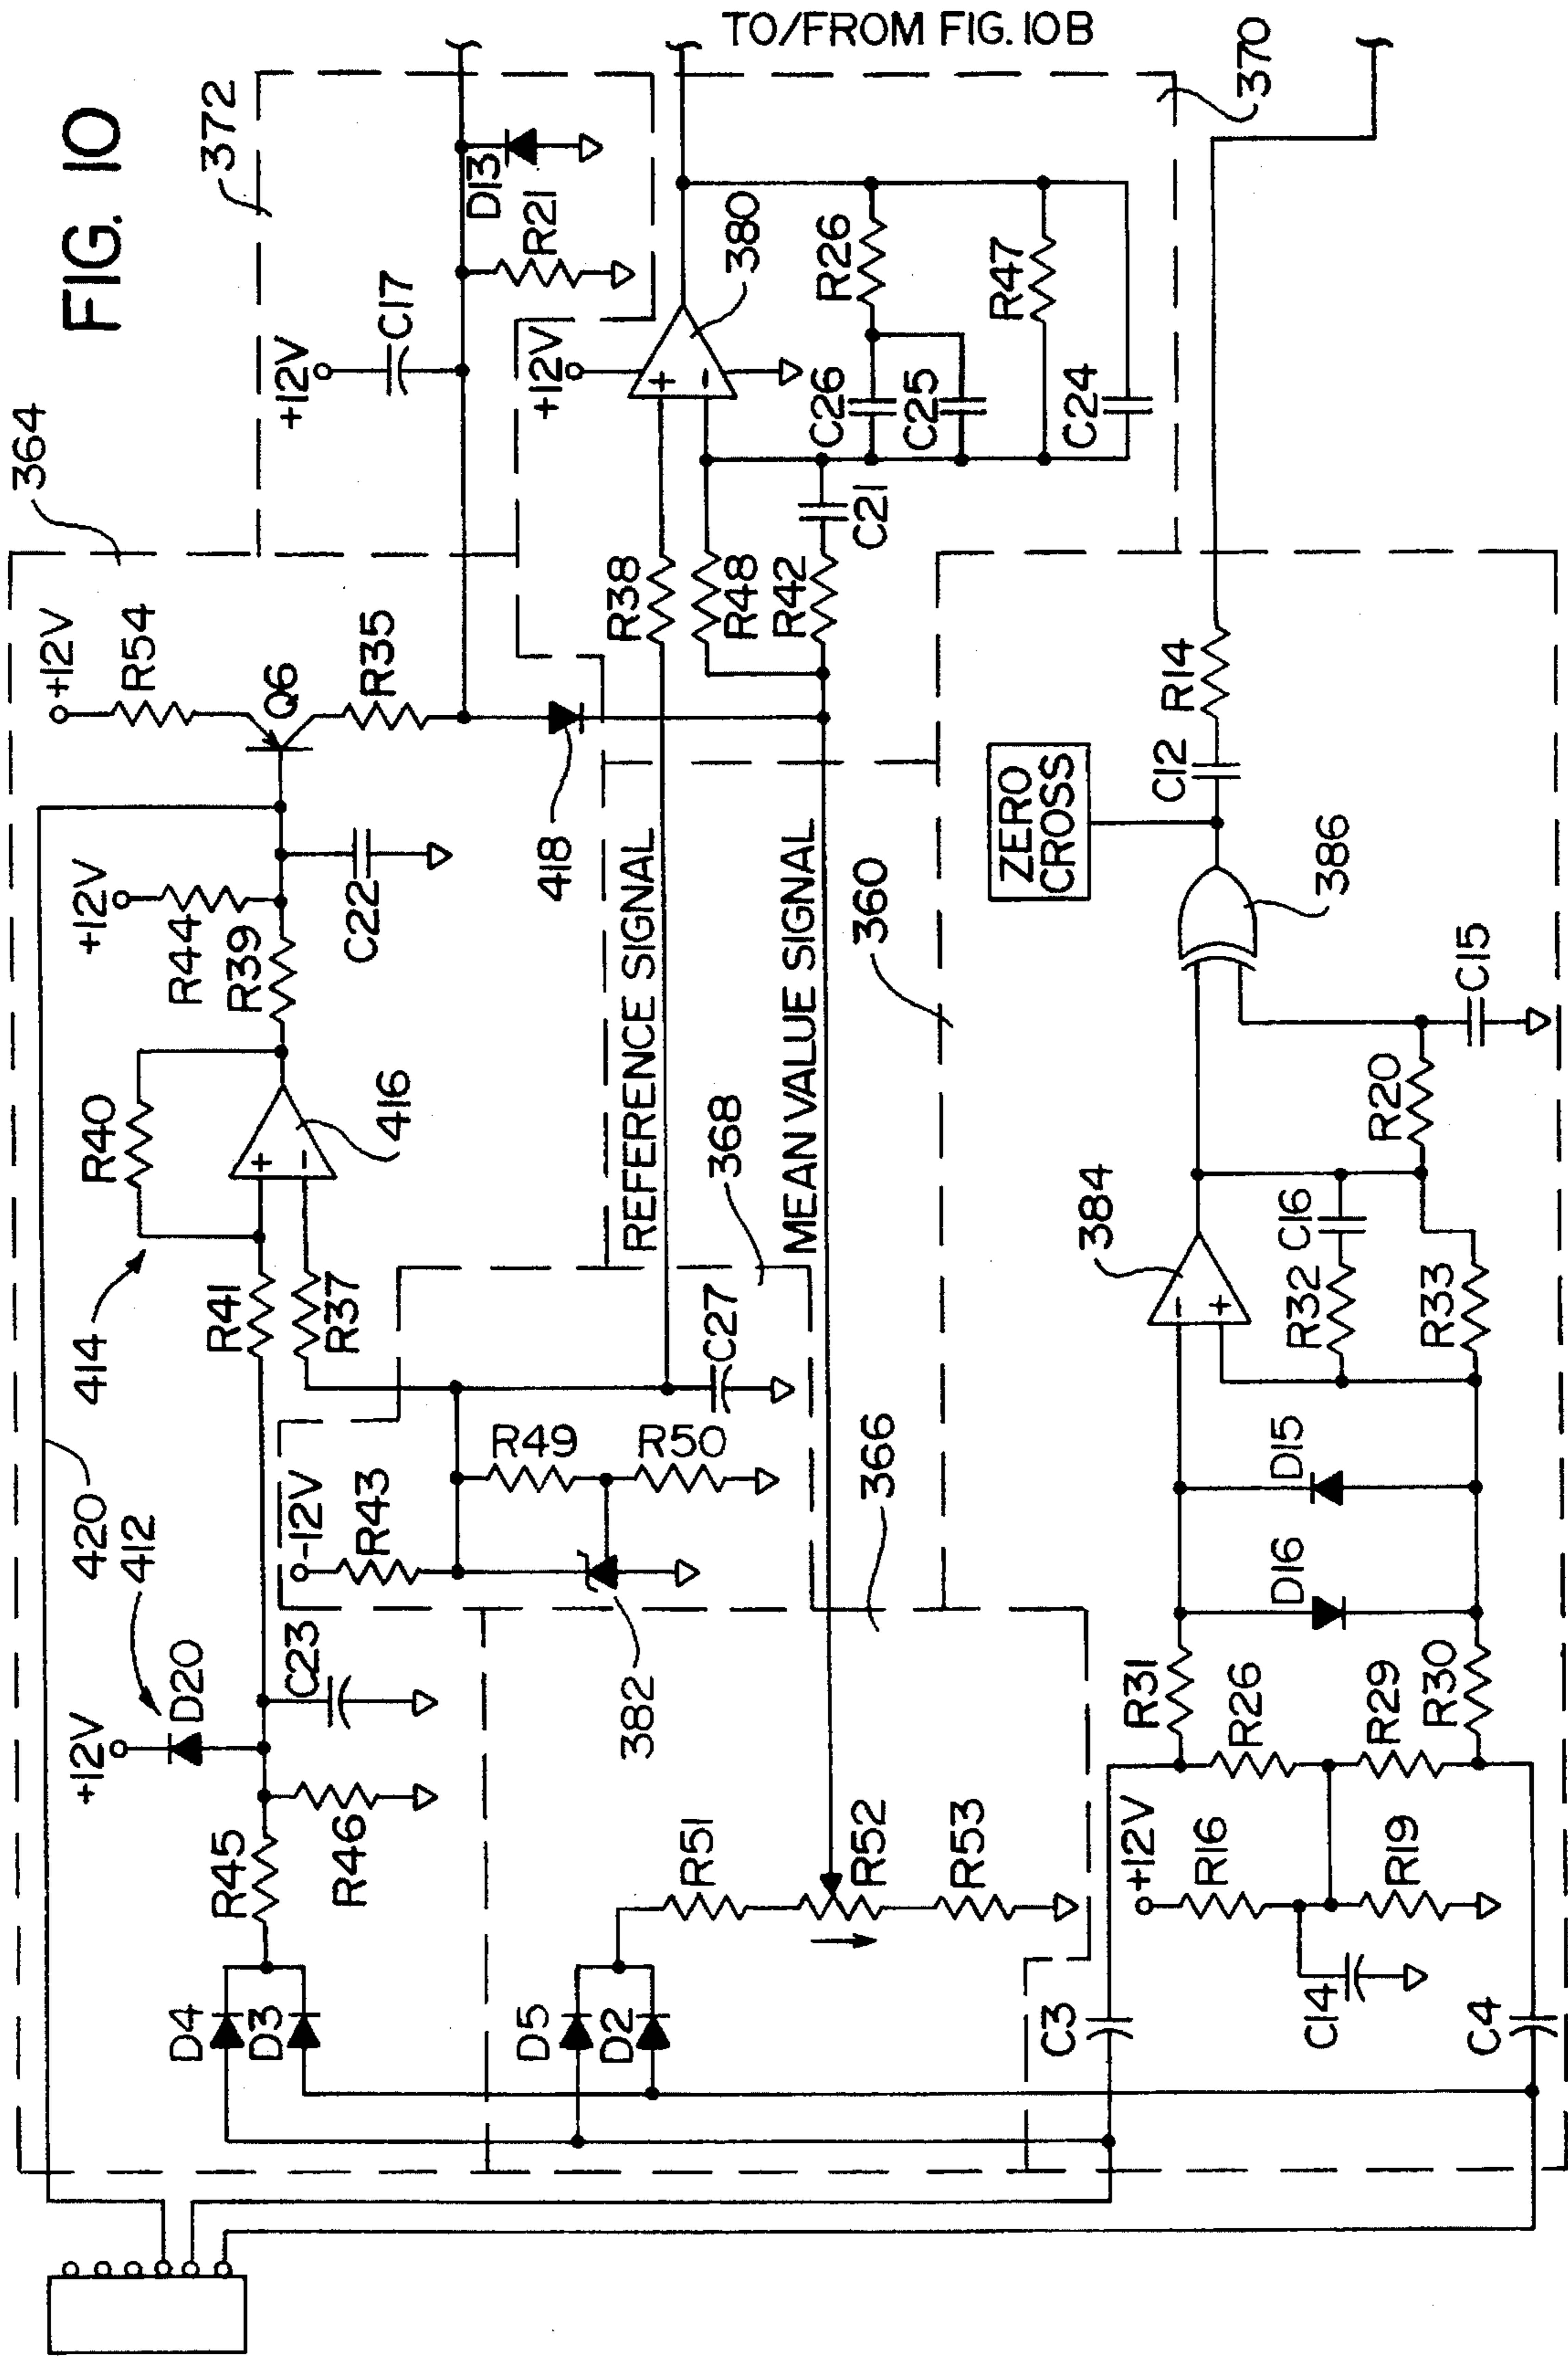 TO/FROM FIG. 10B
FIG. 10
372
370
364
+12V
C17
D13
R21
380
+12V
R26
R47
C26
C25
C24
+12V
R54
Q6
R35
R38
R48
R42
C21
+12V
R44
R39
C22
418
REFERENCE SIGNAL
MEAN VALUE SIGNAL
360
ZERO
CROSS
C12
R14
386
R40
416
414
R41
R37
368
C27
384
C16
R32
R33
R20
C15
420
412
+12V
D20
C23
-12V
R43
R49
R50
366
382
D15
D16
R45
R46
R51
R52
R53
R31
R26
R29
R30
+12V
R16
R19
C14
D4
D3
D5
D2
C3
C4